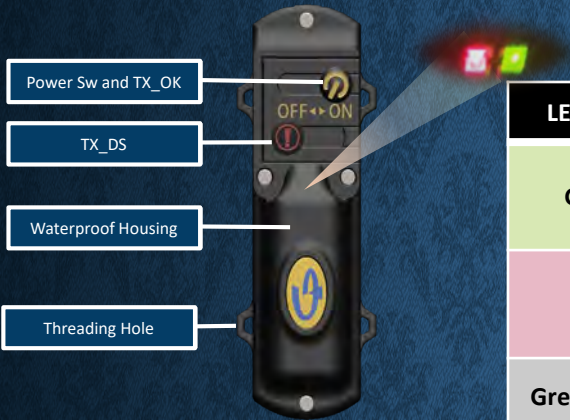 Power Sw and TX_OK
OFF ON
TX_DS
Waterproof Housing
Threading Hole